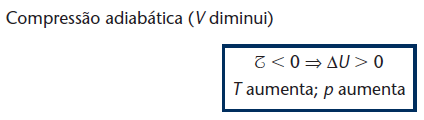 Compressão adiabática (V diminui)
𝒯 < 0 ⇒ ΔU > 0
T aumenta; p aumenta